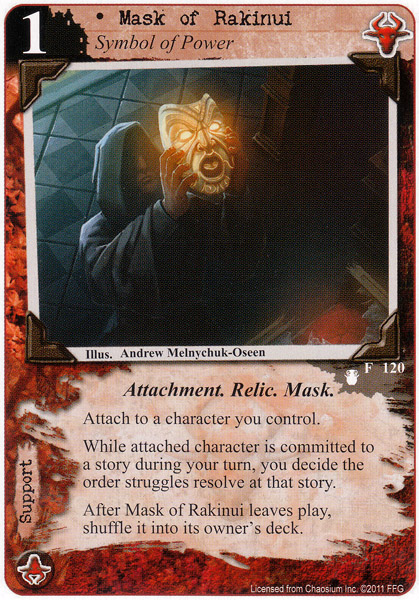 1
• Mask of Rakinui
Symbol of Power
Illus. Andrew Melnychuk-Oseen
F 120
Attachment. Relic. Mask.
Attach to a character you control.
While attached character is committed to
a story during your turn, you decide the
order struggles resolve at that story.
After Mask of Rakinui leaves play,
shuffle it into its owner's deck.
Support
Licensed from Chaosium Inc. ©2011 FFG